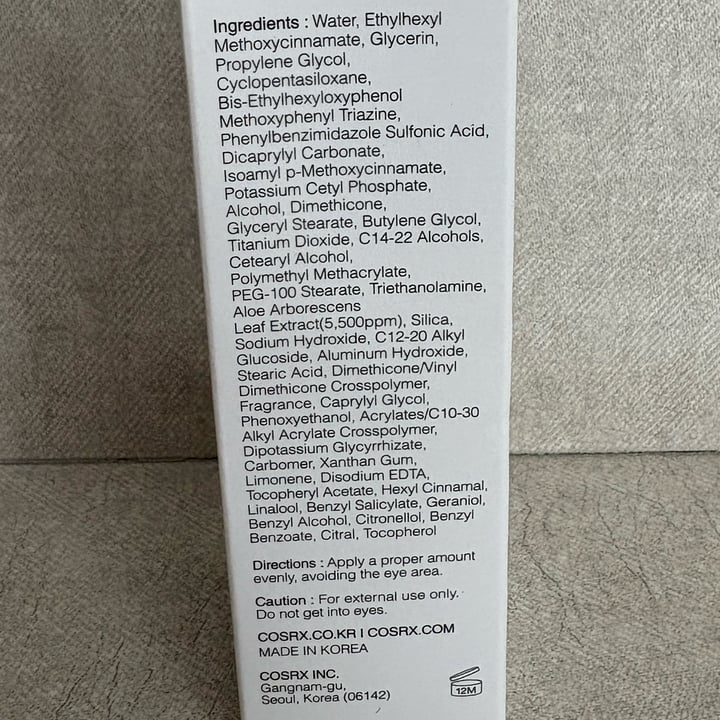 Ingredients : Water, Ethylhexyl
Methoxycinnamate, Glycerin,
Propylene Glycol,
Cyclopentasiloxane,
Bis-Ethylhexyloxyphenol
Methoxyphenyl Triazine,
Phenylbenzimidazole Sulfonic Acid,
Dicaprylyl Carbonate,
Isoamyl p-Methoxycinnamate,
Potassium Cetyl Phosphate,
Alcohol, Dimethicone,
Glyceryl Stearate, Butylene Glycol,
Titanium Dioxide, C14-22 Alcohols,
Cetearyl Alcohol,
Polymethyl Methacrylate,
PEG-100 Stearate, Triethanolamine,
Aloe Arborescens
Leaf Extract(5,500ppm), Silica,
Sodium Hydroxide, C12-20 Alkyl
Glucoside, Aluminum Hydroxide,
Stearic Acid, Dimethicone/Vinyl
Dimethicone Crosspolymer,
Fragrance, Caprylyl Glycol,
Phenoxyethanol, Acrylates/C10-30
Alkyl Acrylate Crosspolymer,
Dipotassium Glycyrrhizate,
Carbomer, Xanthan Gum,
Limonene, Disodium EDTA,
Tocopheryl Acetate, Hexyl Cinnamal,
Linalool, Benzyl Salicylate, Geraniol,
Benzyl Alcohol, Citronellol, Benzyl
Benzoate, Citral, Tocopherol
Directions : Apply a proper amount
evenly, avoiding the eye area.
Caution : For external use only.
Do not get into eyes.
COSRX.CO.KR I COSRX.COM
MADE IN KOREA
COSRX INC.
Gangnam-gu,
Seoul, Korea (06142)
12M